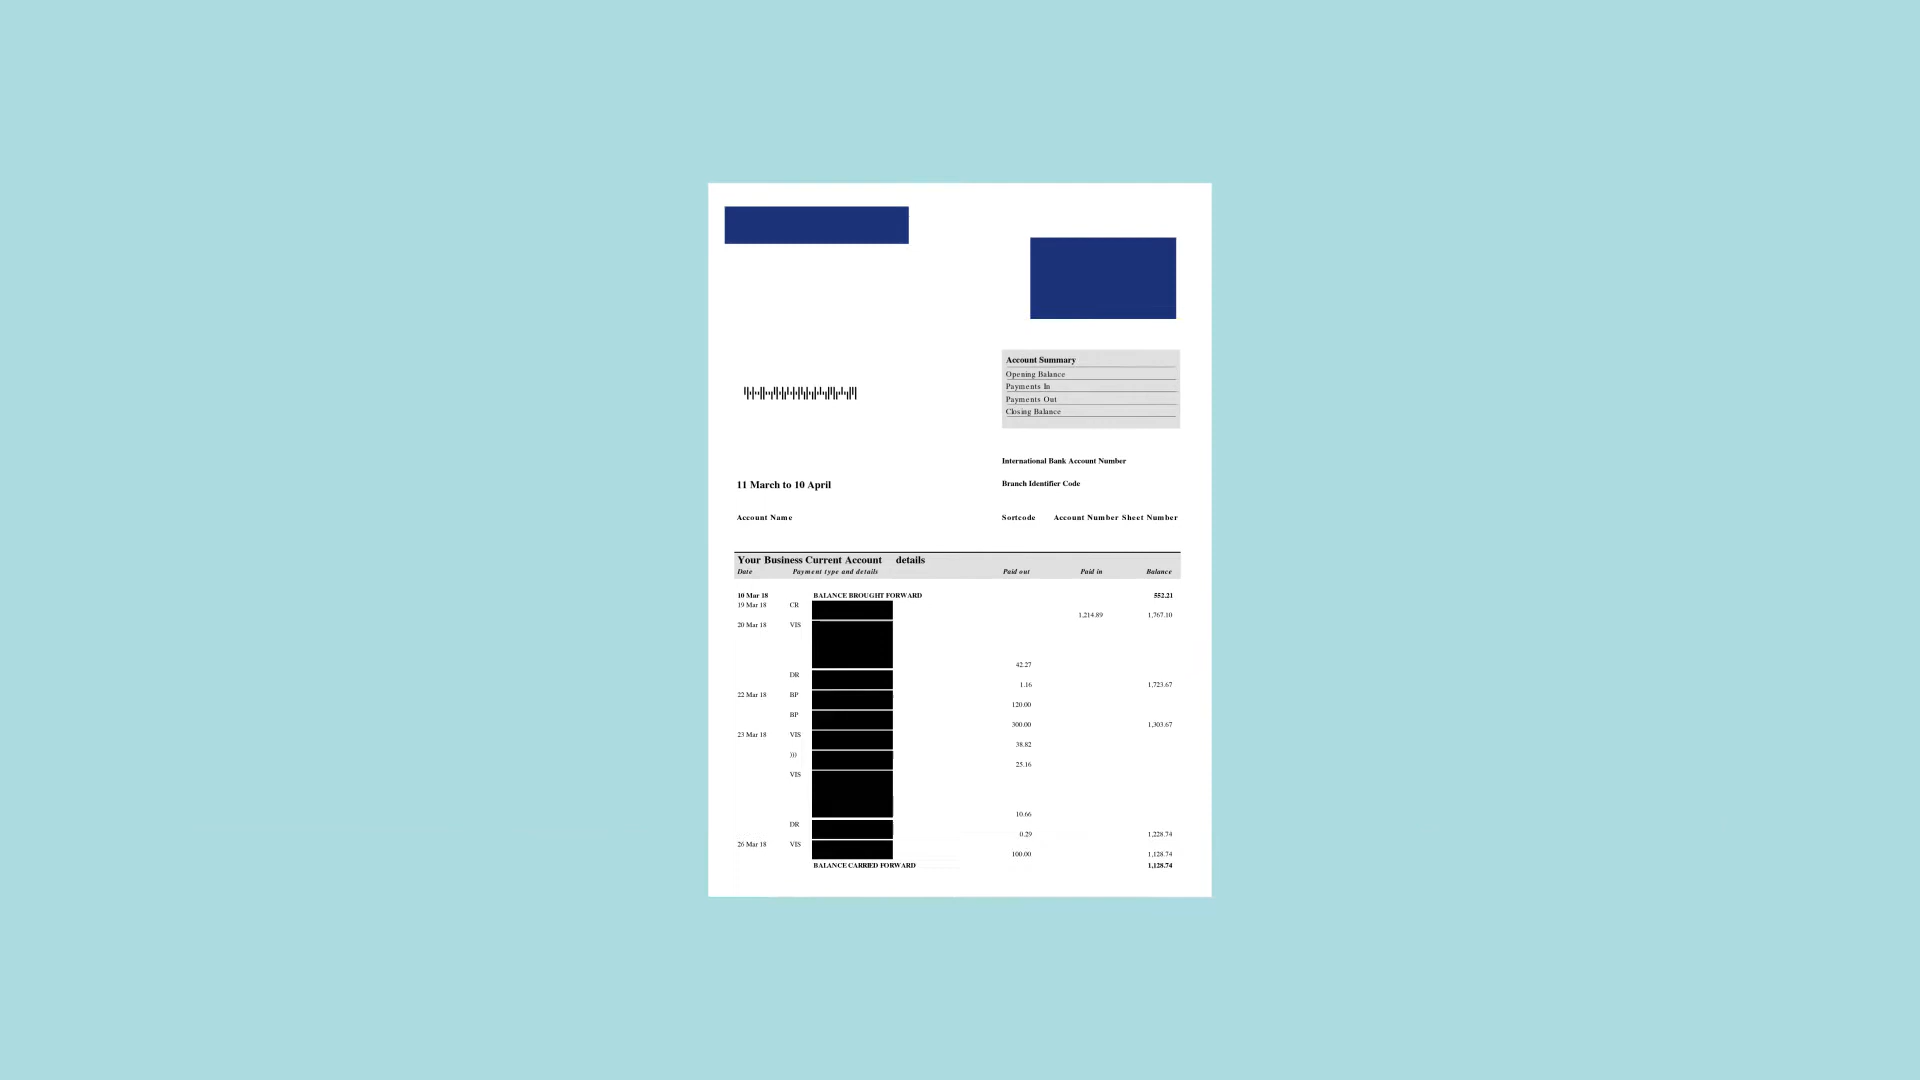 Account Summary
Opening Balance
Payments In
Payments Out
Closing Balance
International Bank Account Number
11 March to 10 April
Branch Identifier Code
Account Name Sortcode Account Number Sheet Number
Your Business Current Account details
Date Payment type and details Paid out Paid in Balance
10 Mar 18 BALANCE BROUGHT FORWARD 552.21
19 Mar 18 CR
1,214.89 1,767.10
20 Mar 18 VIS
42.27
DR
1.16 1,723.67
22 Mar 18 BP
120.00
BP
300.00 1,303.67
23 Mar 18 VIS
38.82
)))
25.16
VIS
10.66
DR
0.29 1,228.74
26 Mar 18 VIS
100.00 1,128.74
BALANCE CARRIED FORWARD 1,128.74